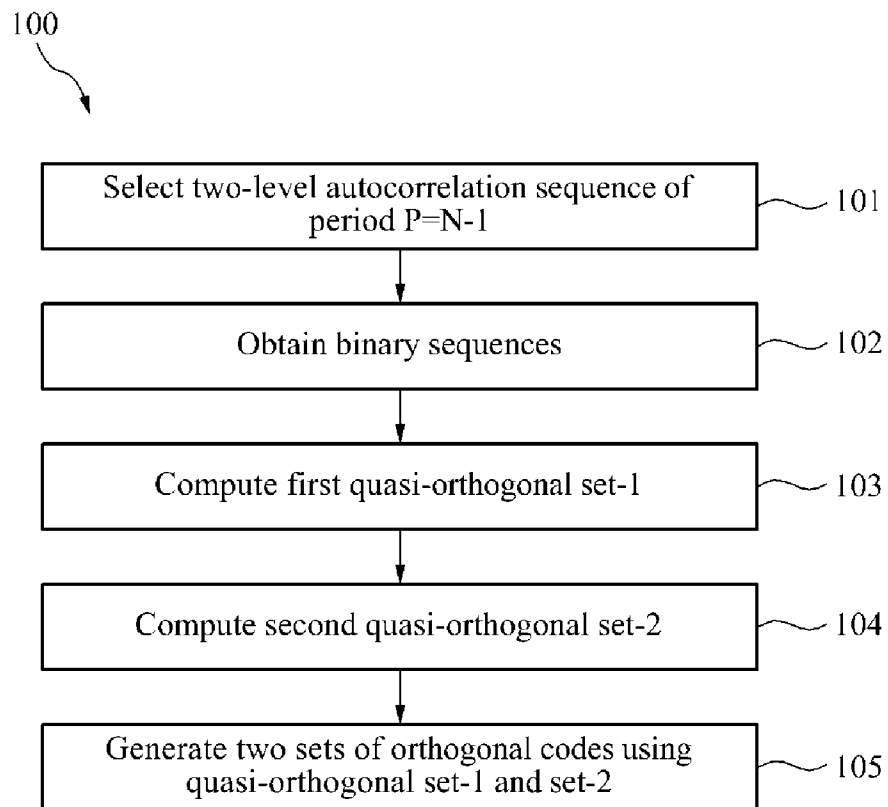 100
Select two-level autocorrelation sequence of
period P=N-1
101
Obtain binary sequences
102
Compute first quasi-orthogonal set-1
103
Compute second quasi-orthogonal set-2
104
Generate two sets of orthogonal codes using
quasi-orthogonal set-1 and set-2
105